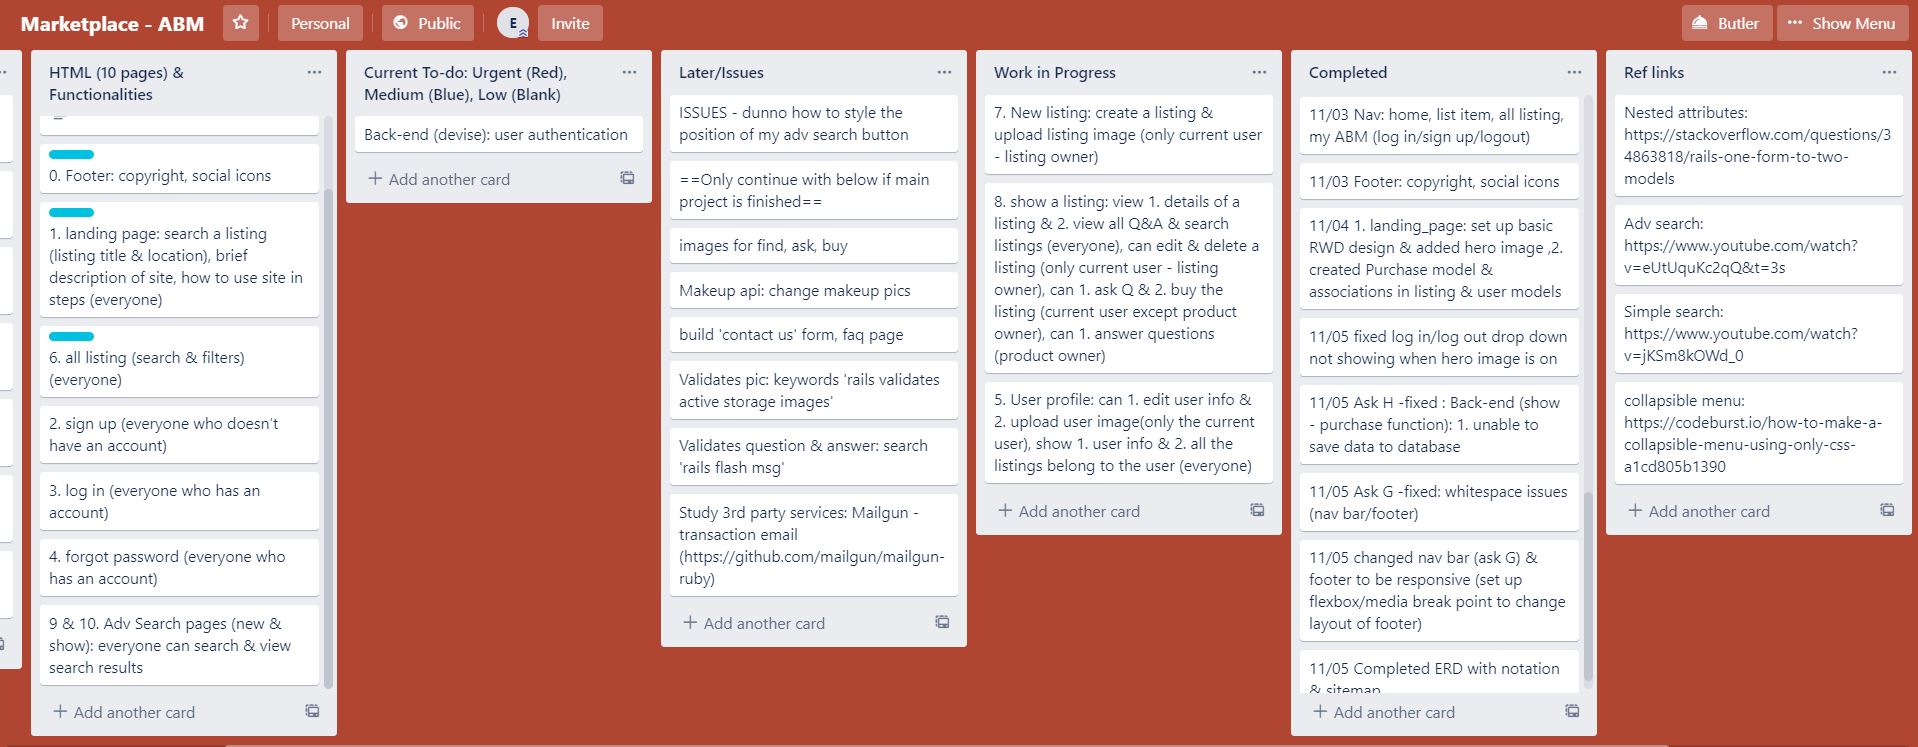 Marketplace - ABM
Personal
Public
E
Invite
Butler
Show Menu
HTML (10 pages) &
Functionalities
0. Footer: copyright, social icons
1. landing page: search a listing
(listing title & location), brief
description of site, how to use site in
steps (everyone)
6. all listing (search & filters)
(everyone)
2. sign up (everyone who doesn’t
have an account)
3. log in (everyone who has an
account)
4. forgot password (everyone who
has an account)
9 & 10. Adv Search pages (new &
show): everyone can search & view
search results
Add another card
Current To-do: Urgent (Red),
Medium (Blue), Low (Blank)
Back-end (devise): user authentication
Add another card
Later/Issues
ISSUES - dunno how to style the
position of my adv search button
==Only continue with below if main
project is finished==
images for find, ask, buy
Makeup api: change makeup pics
build 'contact us' form, faq page
Validates pic: keywords 'rails validates
active storage images'
Validates question & answer: search
'rails flash msg'
Study 3rd party services: Mailgun -
transaction email
(https://github.com/mailgun/mailgun-
ruby)
Add another card
Work in Progress
7. New listing: create a listing &
upload listing image (only current user
- listing owner)
8. show a listing: view 1. details of a
listing & 2. view all Q&A & search
listings (everyone), can edit & delete a
listing (only current user - listing
owner), can 1. ask Q & 2. buy the
listing (current user except product
owner), can 1. answer questions
(product owner)
5. User profile: can 1. edit user info &
2. upload user image(only the current
user), show 1. user info & 2. all the
listings belong to the user (everyone)
Add another card
Completed
11/03 Nav: home, list item, all listing,
my ABM (log in/sign up/logout)
11/03 Footer: copyright, social icons
11/04 1. landing_page: set up basic
RWD design & added hero image ,2.
created Purchase model &
associations in listing & user models
11/05 fixed log in/log out drop down
not showing when hero image is on
11/05 Ask H -fixed : Back-end (show
- purchase function): 1. unable to
save data to database
11/05 Ask G -fixed: whitespace issues
(nav bar/footer)
11/05 changed nav bar (ask G) &
footer to be responsive (set up
flexbox/media break point to change
layout of footer)
11/05 Completed ERD with notation
& sitemap
Add another card
Ref links
Nested attributes:
https://stackoverflow.com/questions/3
4863818/rails-one-form-to-two-
models
Adv search:
https://www.youtube.com/watch?
v=eUtUquKc2qQ&t=3s
Simple search:
https://www.youtube.com/watch?
v=jKSm8kOWd_0
collapsible menu:
https://codeburst.io/how-to-make-a-
collapsible-menu-using-only-css-
a1cd805b1390
Add another card